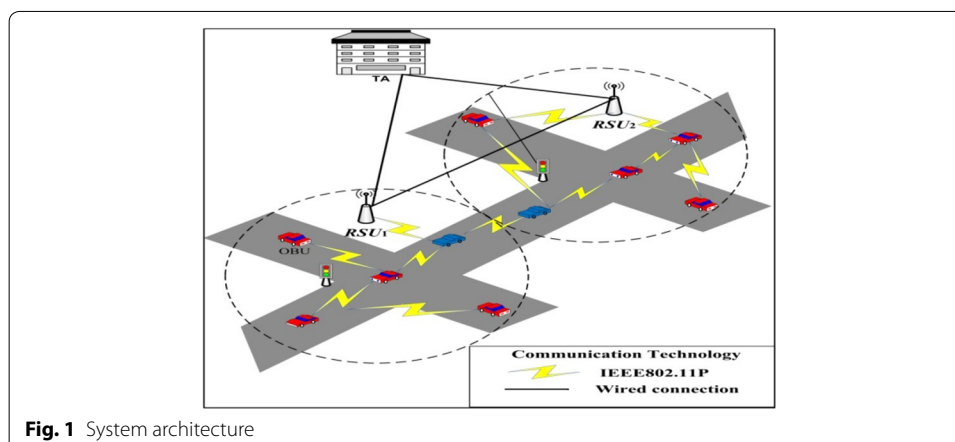 TA
RSU2
RSU1
OBU
Communication Technology
IEEE802.11P
Wired connection
Fig. 1 System architecture